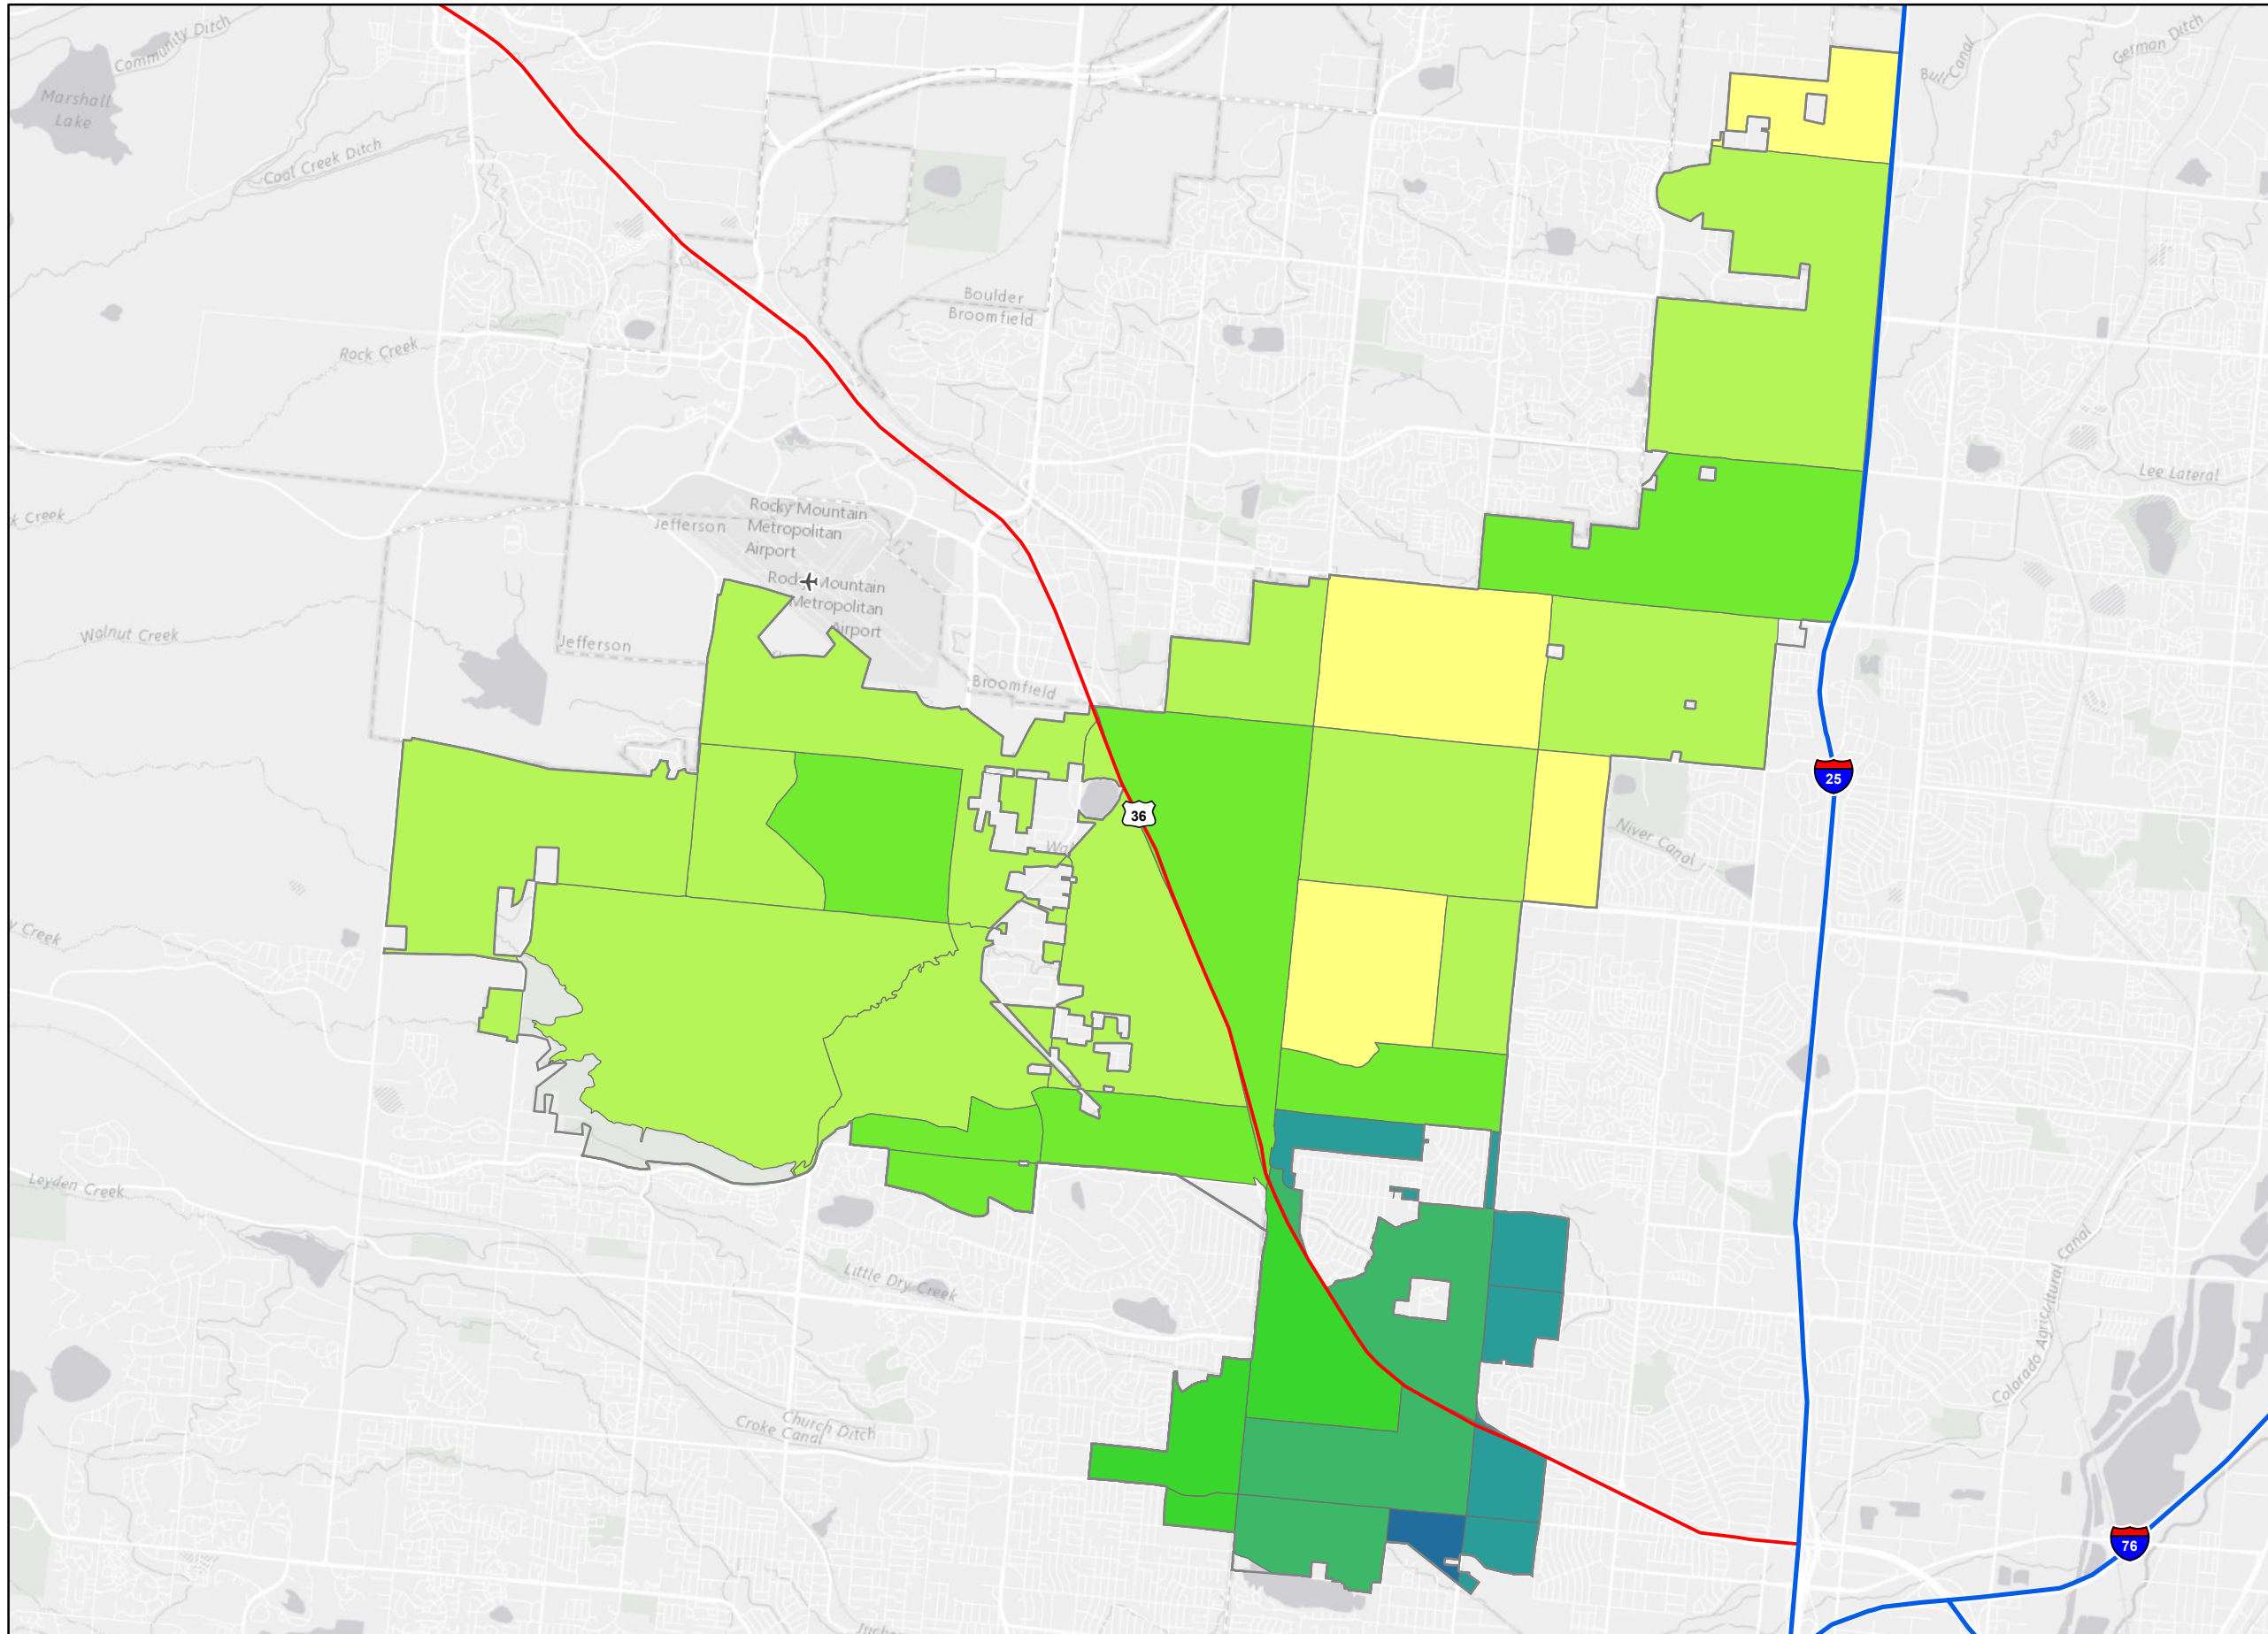 Community Ditch
German Ditch
Bull Canal
Marshall
Lake
Coal Creek Ditch
Boulder
Broomfield
Rock Creek
Lee Lateral
k Creek
Jefferson
Rocky Mountain
Metropolitan
Airport
Rocky Mountain
Metropolitan
Airport
Walnut Creek
Jefferson
Broomfield
25
36
Niver Canal
Wal
y Creek
Leyden Creek
Little Dry Creek
Colorado Agricultural Canal
Church Ditch
Croke Canal
76
Juch